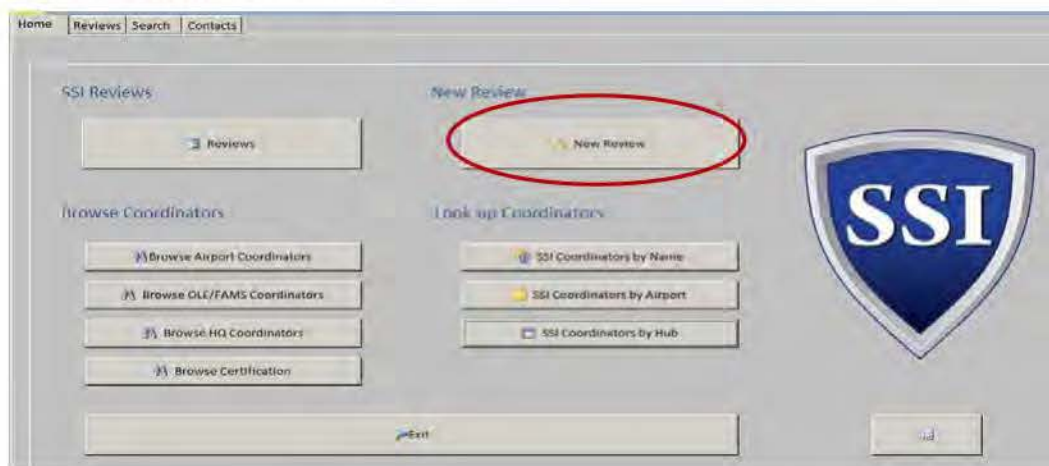 Home Reviews Search Contacts
SSI Reviews
New Review
Reviews
New Review
SSI
Browse Coordinators
Look up Coordinators
Browse Airport Coordinators
SSI Coordinators by Name
Browse OLE/FAMS Coordinators
SSI Coordinators by Airport
Browse HQ Coordinators
SSI Coordinators by Hub
Browse Certification
Exit